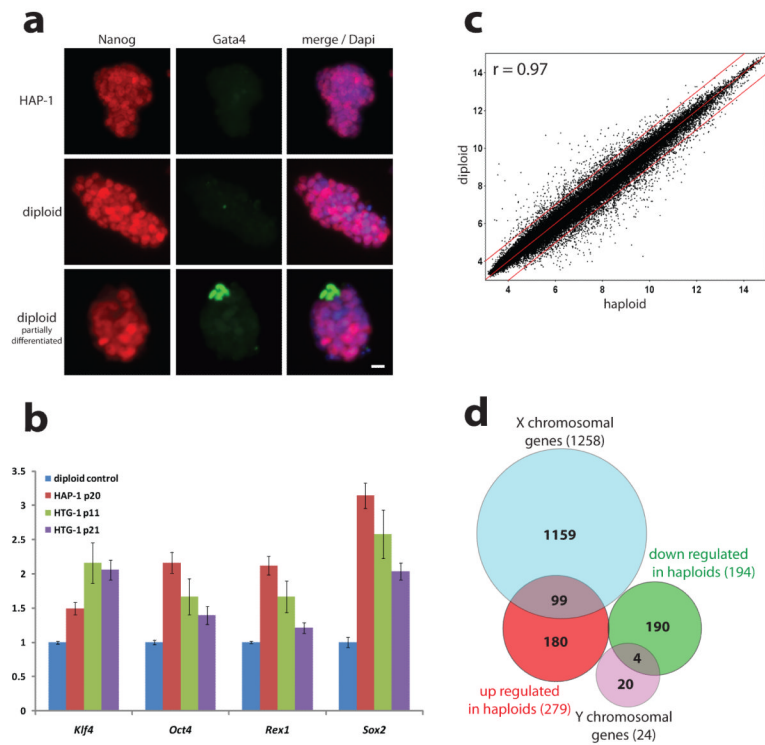 a
Nanog
Gata4
merge / Dapi
HAP-1
diploid
diploid
partially
differentiated
b
3.5
3
2.5
2
1.5
1
0.5
0
diploid control
HAP-1 p20
HTG-1 p11
HTG-1 p21
Klf4
Oct4
Rex1
Sox2
c
r = 0.97
diploid
14
12
10
8
6
4
4
6
8
10
12
14
haploid
d
X chromosomal
genes (1258)
1159
down regulated
in haploids (194)
99
180
190
4
20
up regulated
in haploids (279)
Y chromosomal
genes (24)